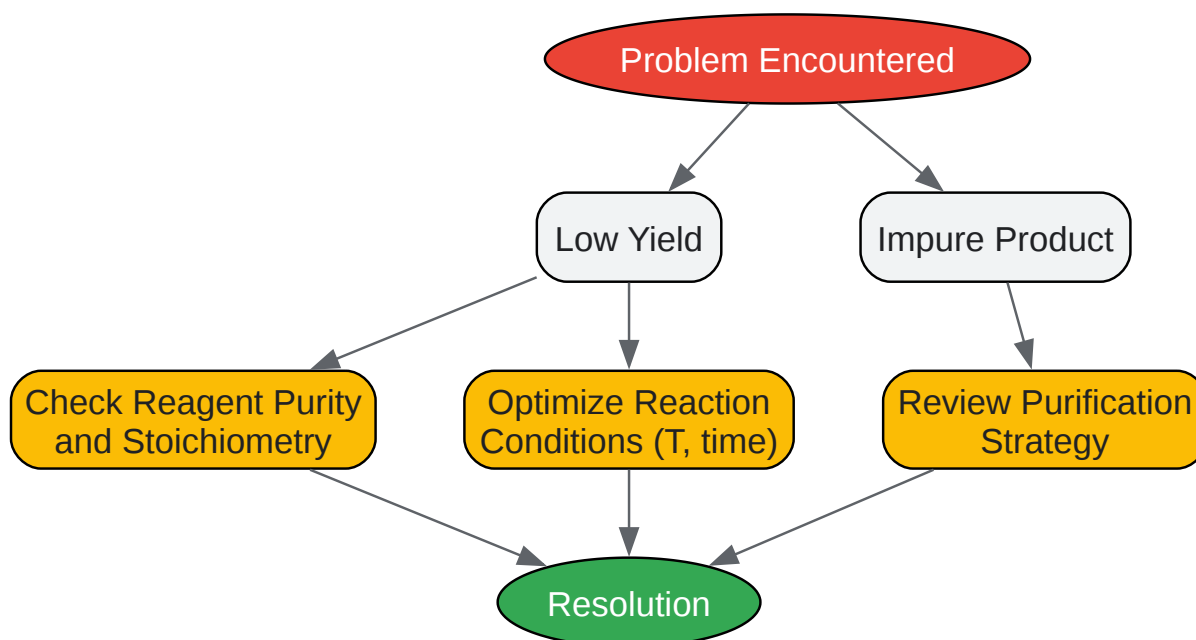 Problem Encountered
Low Yield
Impure Product
Check Reagent Purity
and Stoichiometry
Optimize Reaction
Conditions (T, time)
Review Purification
Strategy
Resolution